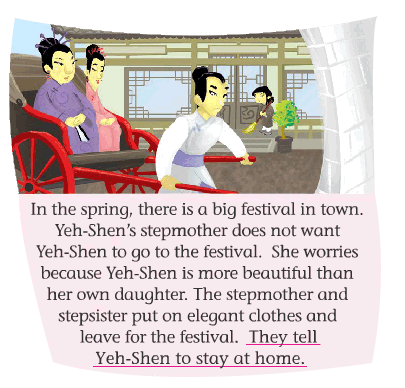 In the spring, there is a big festival in town.
Yeh-Shen's stepmother does not want
Yeh-Shen to go to the festival.  She worries
because Yeh-Shen is more beautiful than
her own daughter. The stepmother and
stepsister put on elegant clothes and
leave for the festival.  They tell
Yeh-Shen to stay at home.